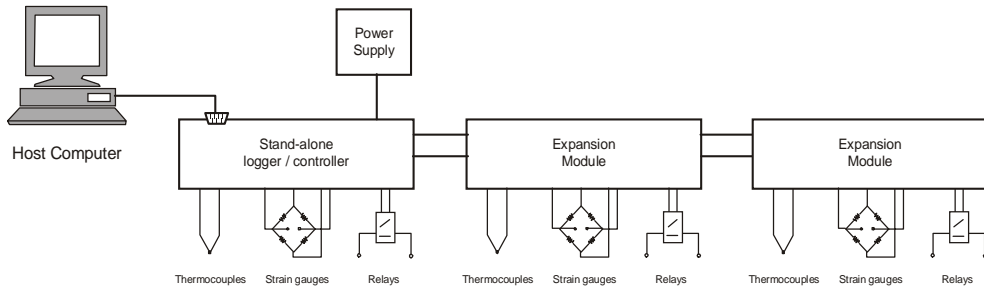 Power
Supply
Host Computer
Stand-alone
logger / controller
Expansion
Module
Expansion
Module
Thermocouples
Strain gauges
Relays
Thermocouples
Strain gauges
Relays
Thermocouples
Strain gauges
Relays